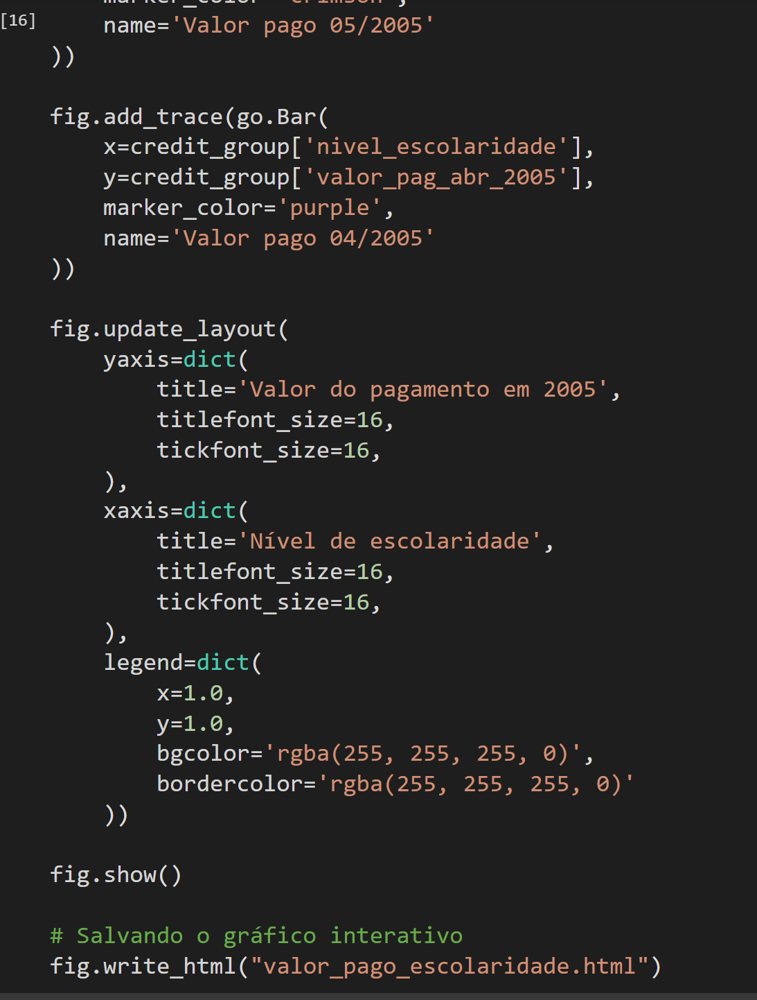 [16]
name='Valor pago 05/2005'
))
fig.add_trace(go.Bar(
x=credit_group['nivel_escolaridade'],
y=credit_group['valor_pag_abr_2005'],
marker_color='purple',
name='Valor pago 04/2005'
))
fig.update_layout(
yaxis=dict(
title='Valor do pagamento em 2005',
titlefont_size=16,
tickfont_size=16,
),
xaxis=dict(
title='Nível de escolaridade',
titlefont_size=16,
tickfont_size=16,
),
legend=dict(
x=1.0,
y=1.0,
bgcolor='rgba(255, 255, 255, 0)',
bordercolor='rgba(255, 255, 255, 0)'
))
fig.show()
# Salvando o gráfico interativo
fig.write_html("valor_pago_escolaridade.html")